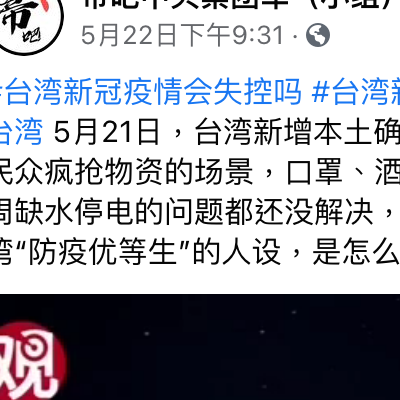 帝吧
帝吧中央集团军（小组）
5月22日下午9:31 ·
#台湾新冠疫情会失控吗 #台湾新
台湾 5月21日，台湾新增本土确
民众疯抢物资的场景，口罩、酒
周缺水停电的问题都还没解决，
湾“防疫优等生”的人设，是怎么
观